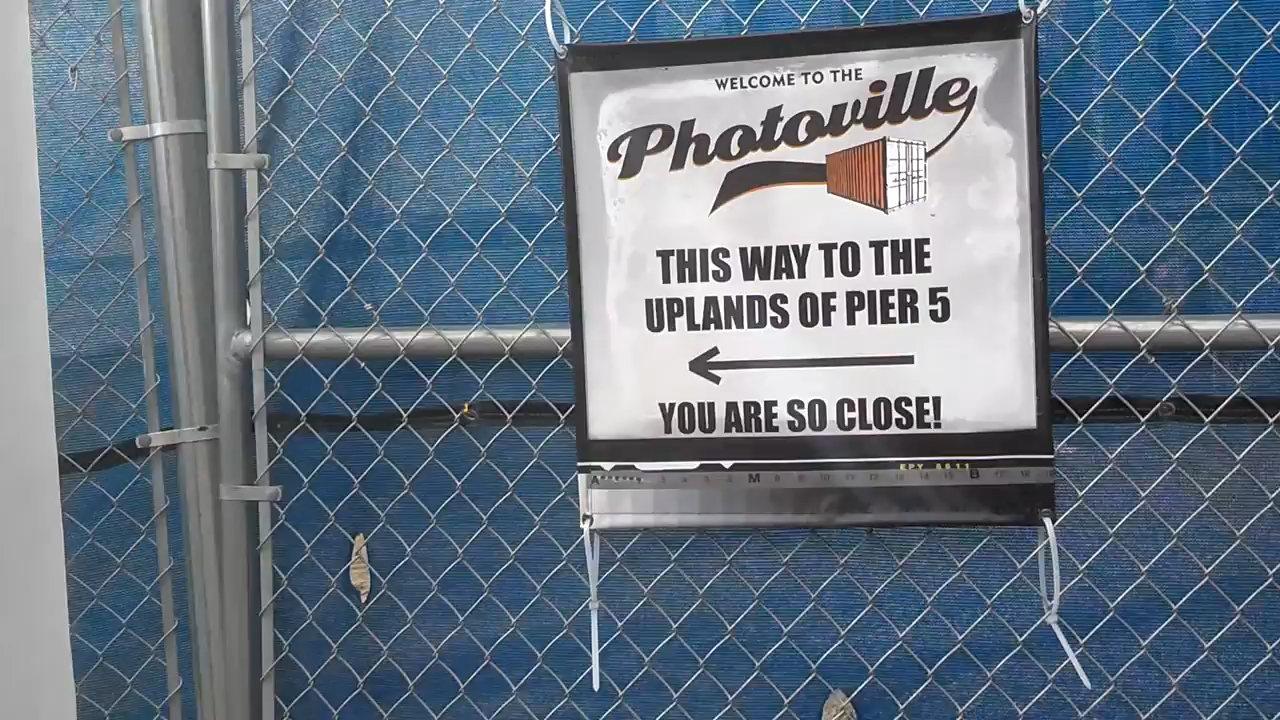 WELCOME TO THE
Photoville
THIS WAY TO THE
UPLANDS OF PIER 5
YOU ARE SO CLOSE!
A M B